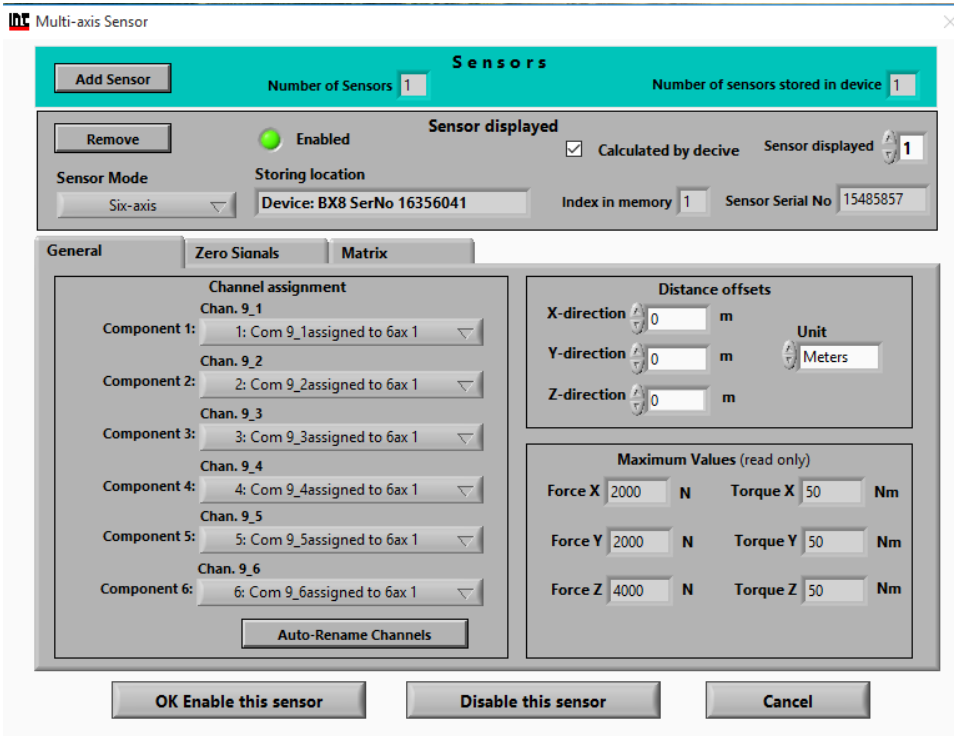 Multi-axis Sensor
Sensors
Add Sensor
Number of Sensors 1
Number of sensors stored in device 1
Sensor displayed
Remove
Enabled
Calculated by decive
Sensor displayed 1
Sensor Mode
Six-axis
Storing location
Device: BX8 SerNo 16356041
Index in memory 1
Sensor Serial No 15485857
General
Zero Signals
Matrix
Channel assignment
Chan. 9_1
Component 1: 1: Com 9_1assigned to 6ax 1
Chan. 9_2
Component 2: 2: Com 9_2assigned to 6ax 1
Chan. 9_3
Component 3: 3: Com 9_3assigned to 6ax 1
Chan. 9_4
Component 4: 4: Com 9_4assigned to 6ax 1
Chan. 9_5
Component 5: 5: Com 9_5assigned to 6ax 1
Chan. 9_6
Component 6: 6: Com 9_6assigned to 6ax 1
Auto-Rename Channels
Distance offsets
X-direction 0 m
Unit
Y-direction 0 m
Meters
Z-direction 0 m
Maximum Values (read only)
Force X 2000 N Torque X 50 Nm
Force Y 2000 N Torque Y 50 Nm
Force Z 4000 N Torque Z 50 Nm
OK Enable this sensor
Disable this sensor
Cancel